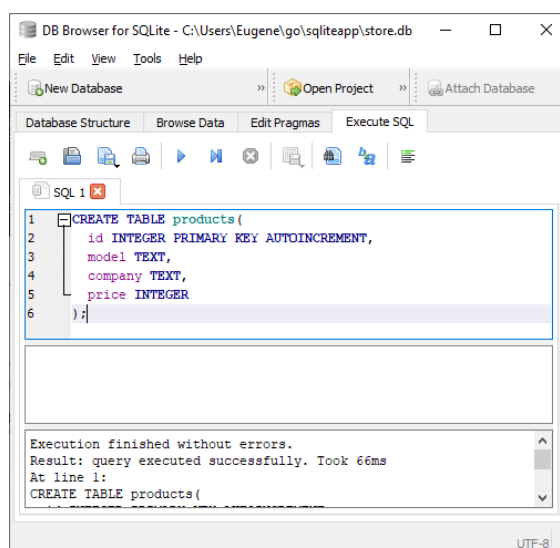 DB Browser for SQLite - C:\Users\Eugene\go\sqliteapp\store.db
File Edit View Tools Help
New Database » Open Project » Attach Database
Database Structure Browse Data Edit Pragmas Execute SQL
SQL 1
1 CREATE TABLE products(
2 id INTEGER PRIMARY KEY AUTOINCREMENT,
3 model TEXT,
4 company TEXT,
5 price INTEGER
6 );
Execution finished without errors.
Result: query executed successfully. Took 66ms
At line 1:
CREATE TABLE products(
UTF-8